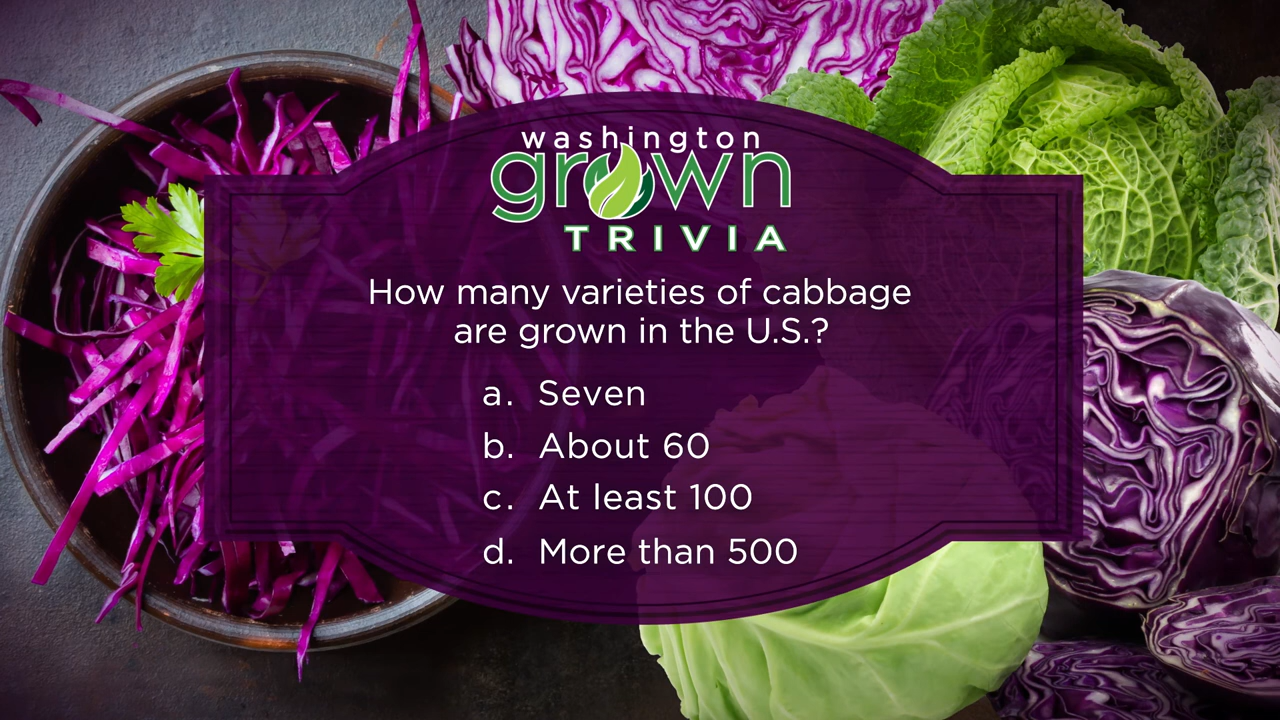 washington
grown
TRIVIA
How many varieties of cabbage
are grown in the U.S.?
a. Seven
b. About 60
c. At least 100
d. More than 500